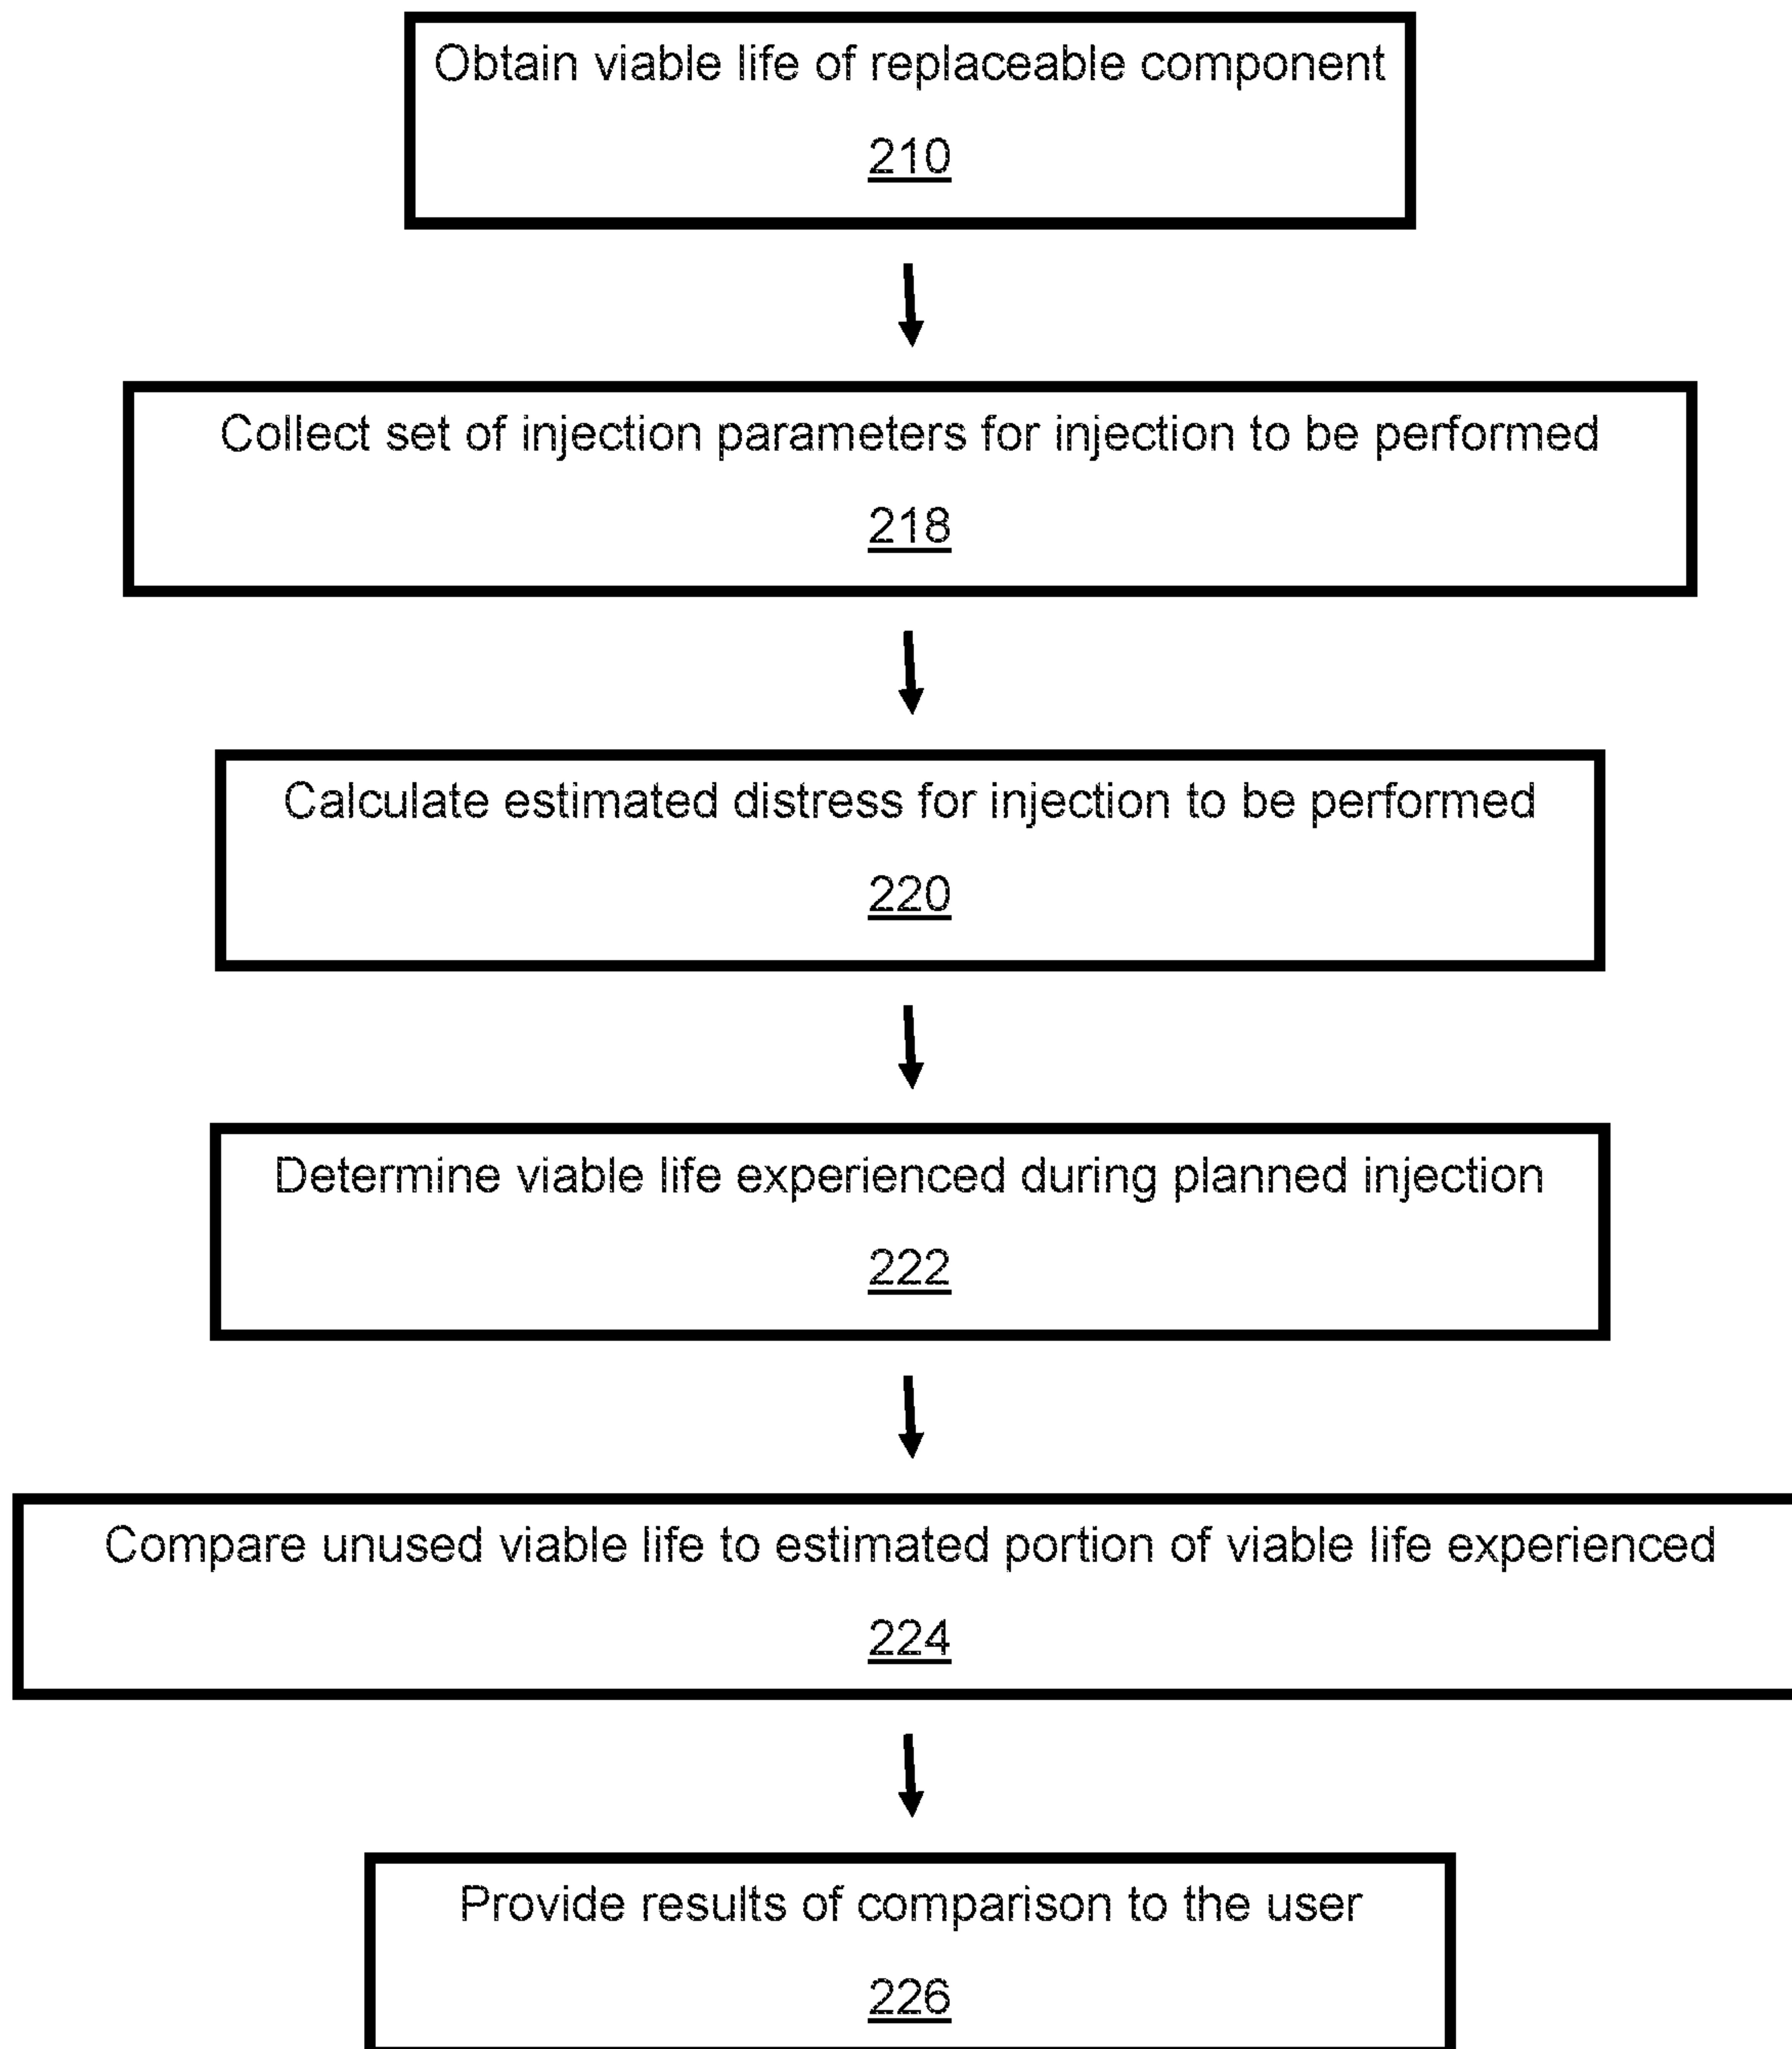 Obtain viable life of replaceable component
210
Collect set of injection parameters for injection to be performed
218
Calculate estimated distress for injection to be performed
220
Determine viable life experienced during planned injection
222
Compare unused viable life to estimated portion of viable life experienced
224
Provide results of comparison to the user
226